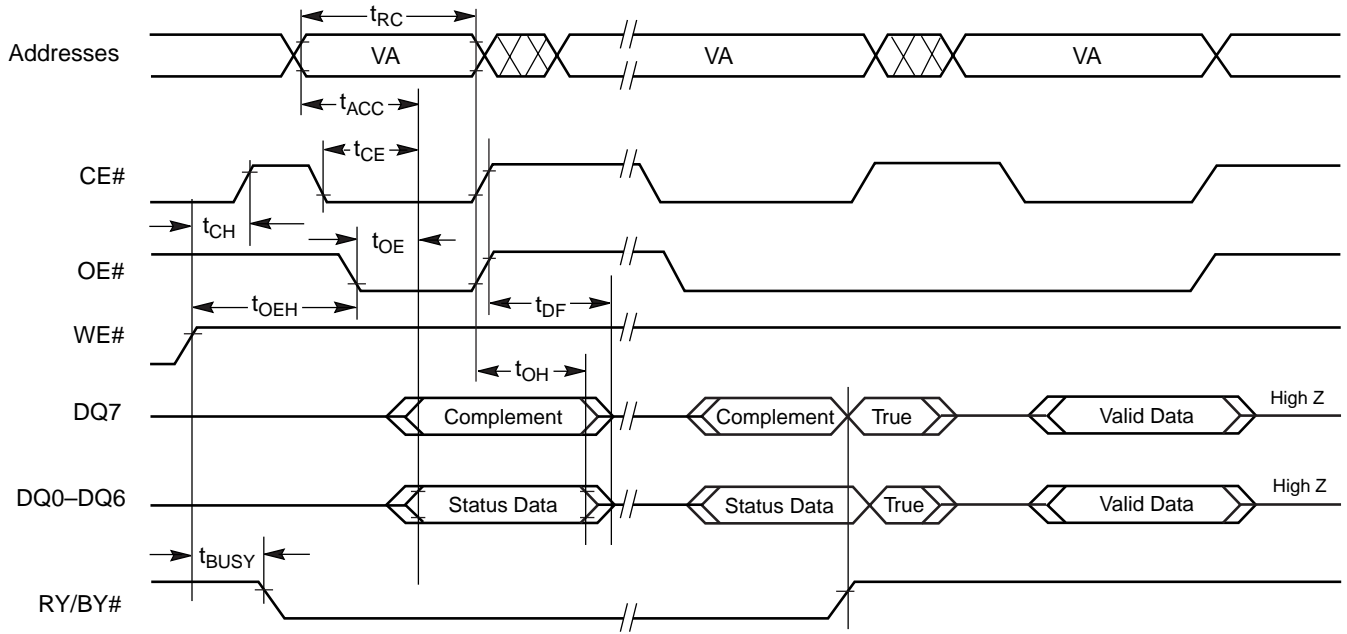 tRC
Addresses VA VA VA
tACC
tCE
CE#
tCH
tOE
OE#
tOEH
tDF
WE#
tOH
DQ7 Complement Complement True Valid Data High Z
DQ0–DQ6 Status Data Status Data True Valid Data High Z
tBUSY
RY/BY#